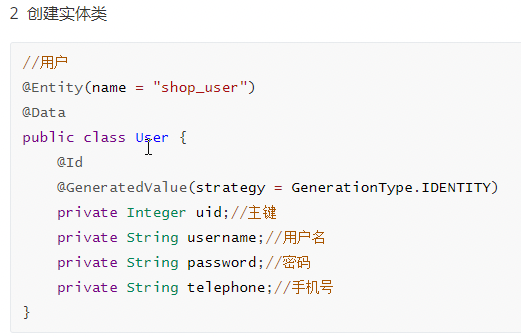 2 创建实体类
//用户
@Entity(name = "shop_user")
@Data
public class User {
    @Id
    @GeneratedValue(strategy = GenerationType.IDENTITY)
    private Integer uid;//主键
    private String username;//用户名
    private String password;//密码
    private String telephone;//手机号
}